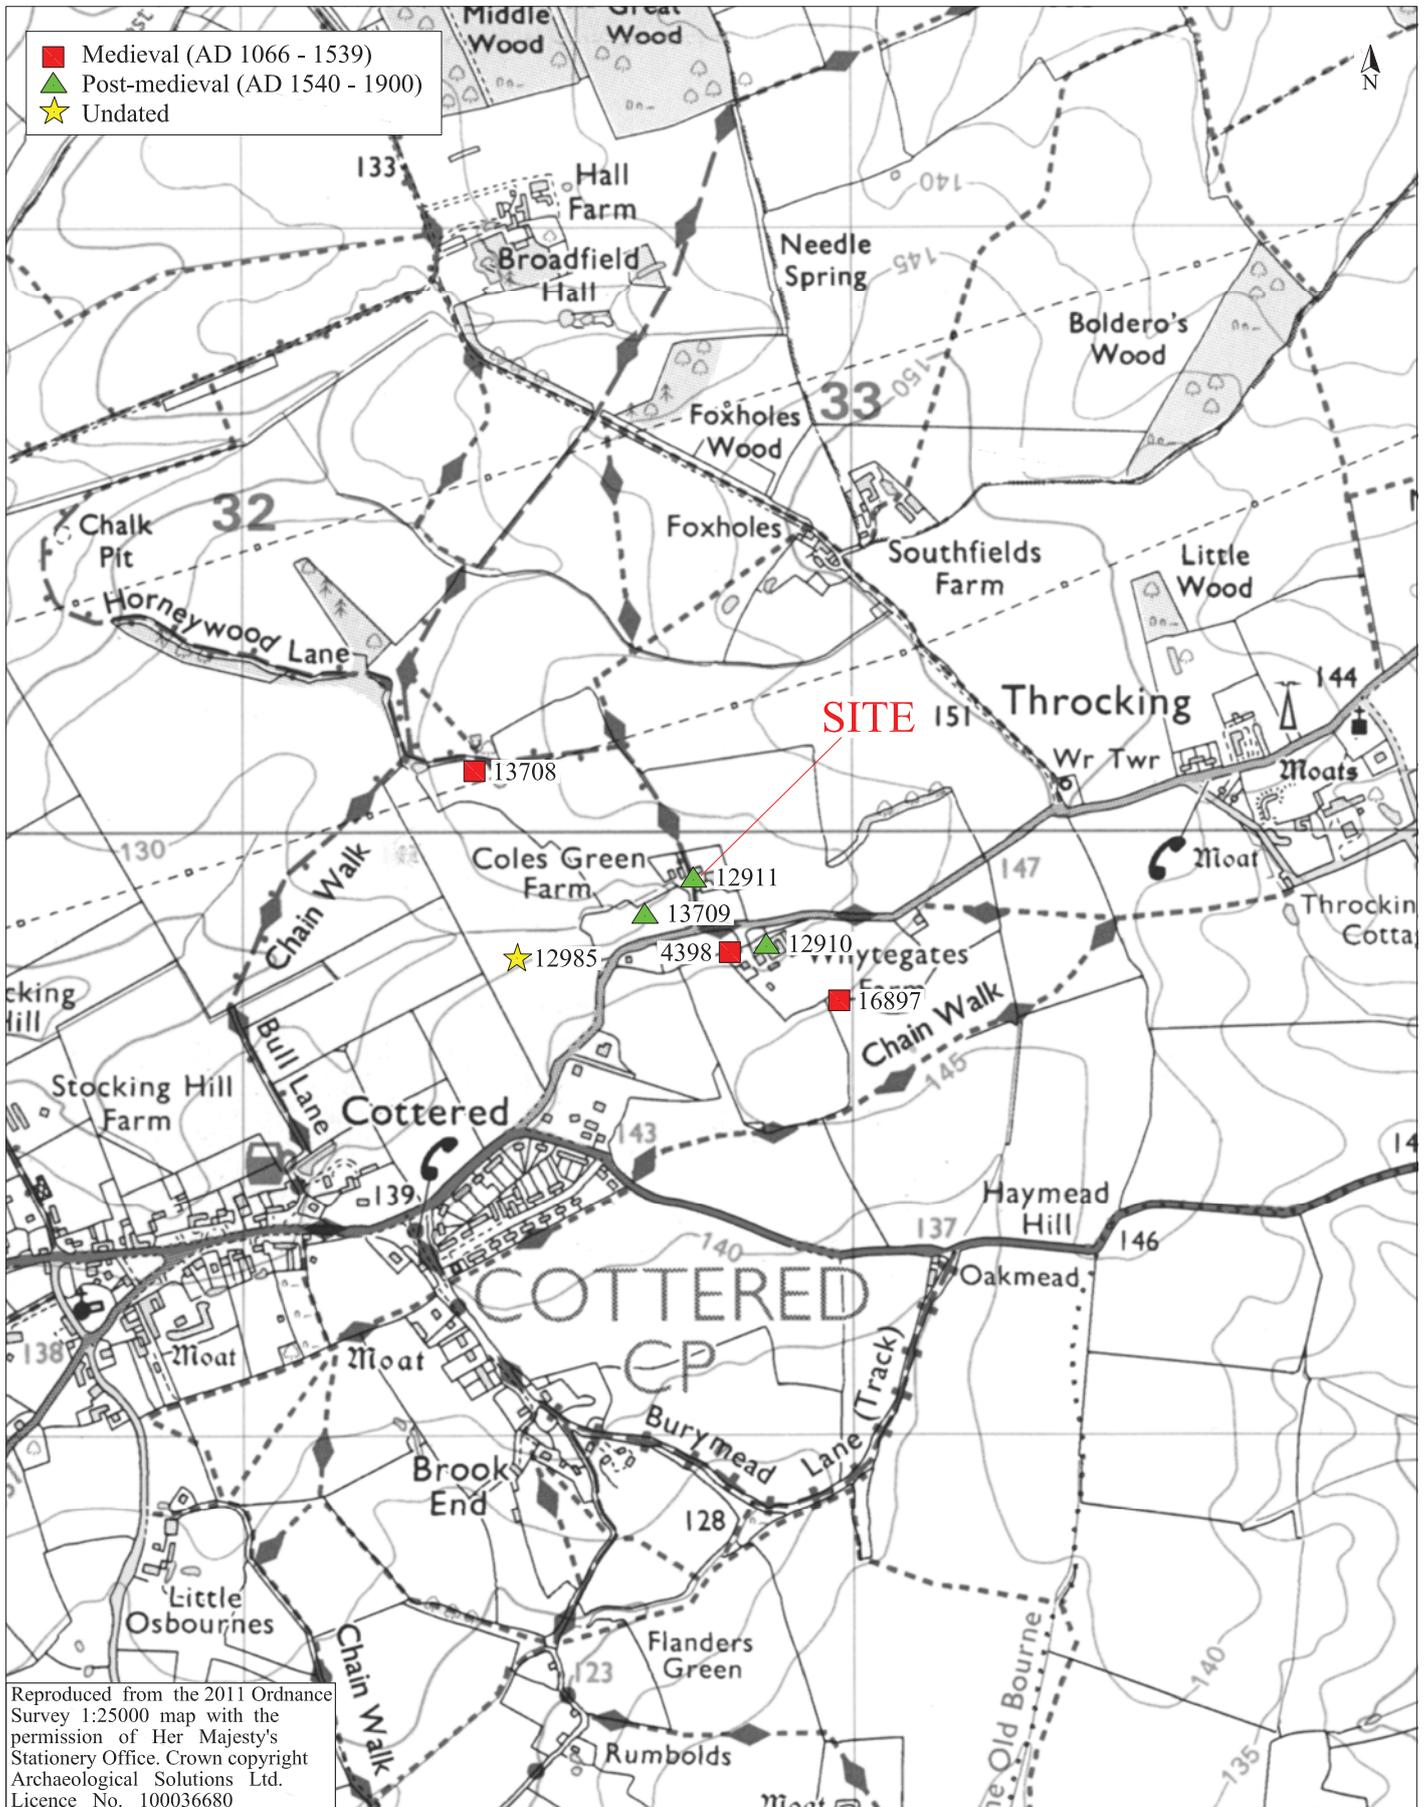 Middle
Wood
Great
Wood
Medieval (AD 1066 - 1539)
Post-medieval (AD 1540 - 1900)
Undated
N
133
Hall
Farm
140
Broadfield
Hall
Needle
Spring
145
Boldero's
Wood
150
33
Foxholes
Wood
32
Chalk
Pit
Foxholes
Southfields
Farm
Little
Wood
Horneywood Lane
144
SITE
151
Throcking
Wr Twr
Moats
13708
130
Chain Walk
Coles Green
Farm
147
Moat
12911
13709
Throckin
Cotta
12910
4398
12985
Whytegates
Farm
16897
cking
Hill
Chain Walk
Bull Lane
145
Stocking Hill
Farm
Cottered
143
139
Haymead
Hill
137
146
140
Oakmead
COTTERED
CP
138
Moat
Moat
Burymead Lane (Track)
Brook
End
128
Little
Osbournes
Chain Walk
Flanders
Green
123
140
he Old Bourne
Rumbolds
135
Moat
Reproduced from the 2011 Ordnance
Survey 1:25000 map with the
permission of Her Majesty's
Stationery Office. Crown copyright
Archaeological Solutions Ltd.
Licence No. 100036680